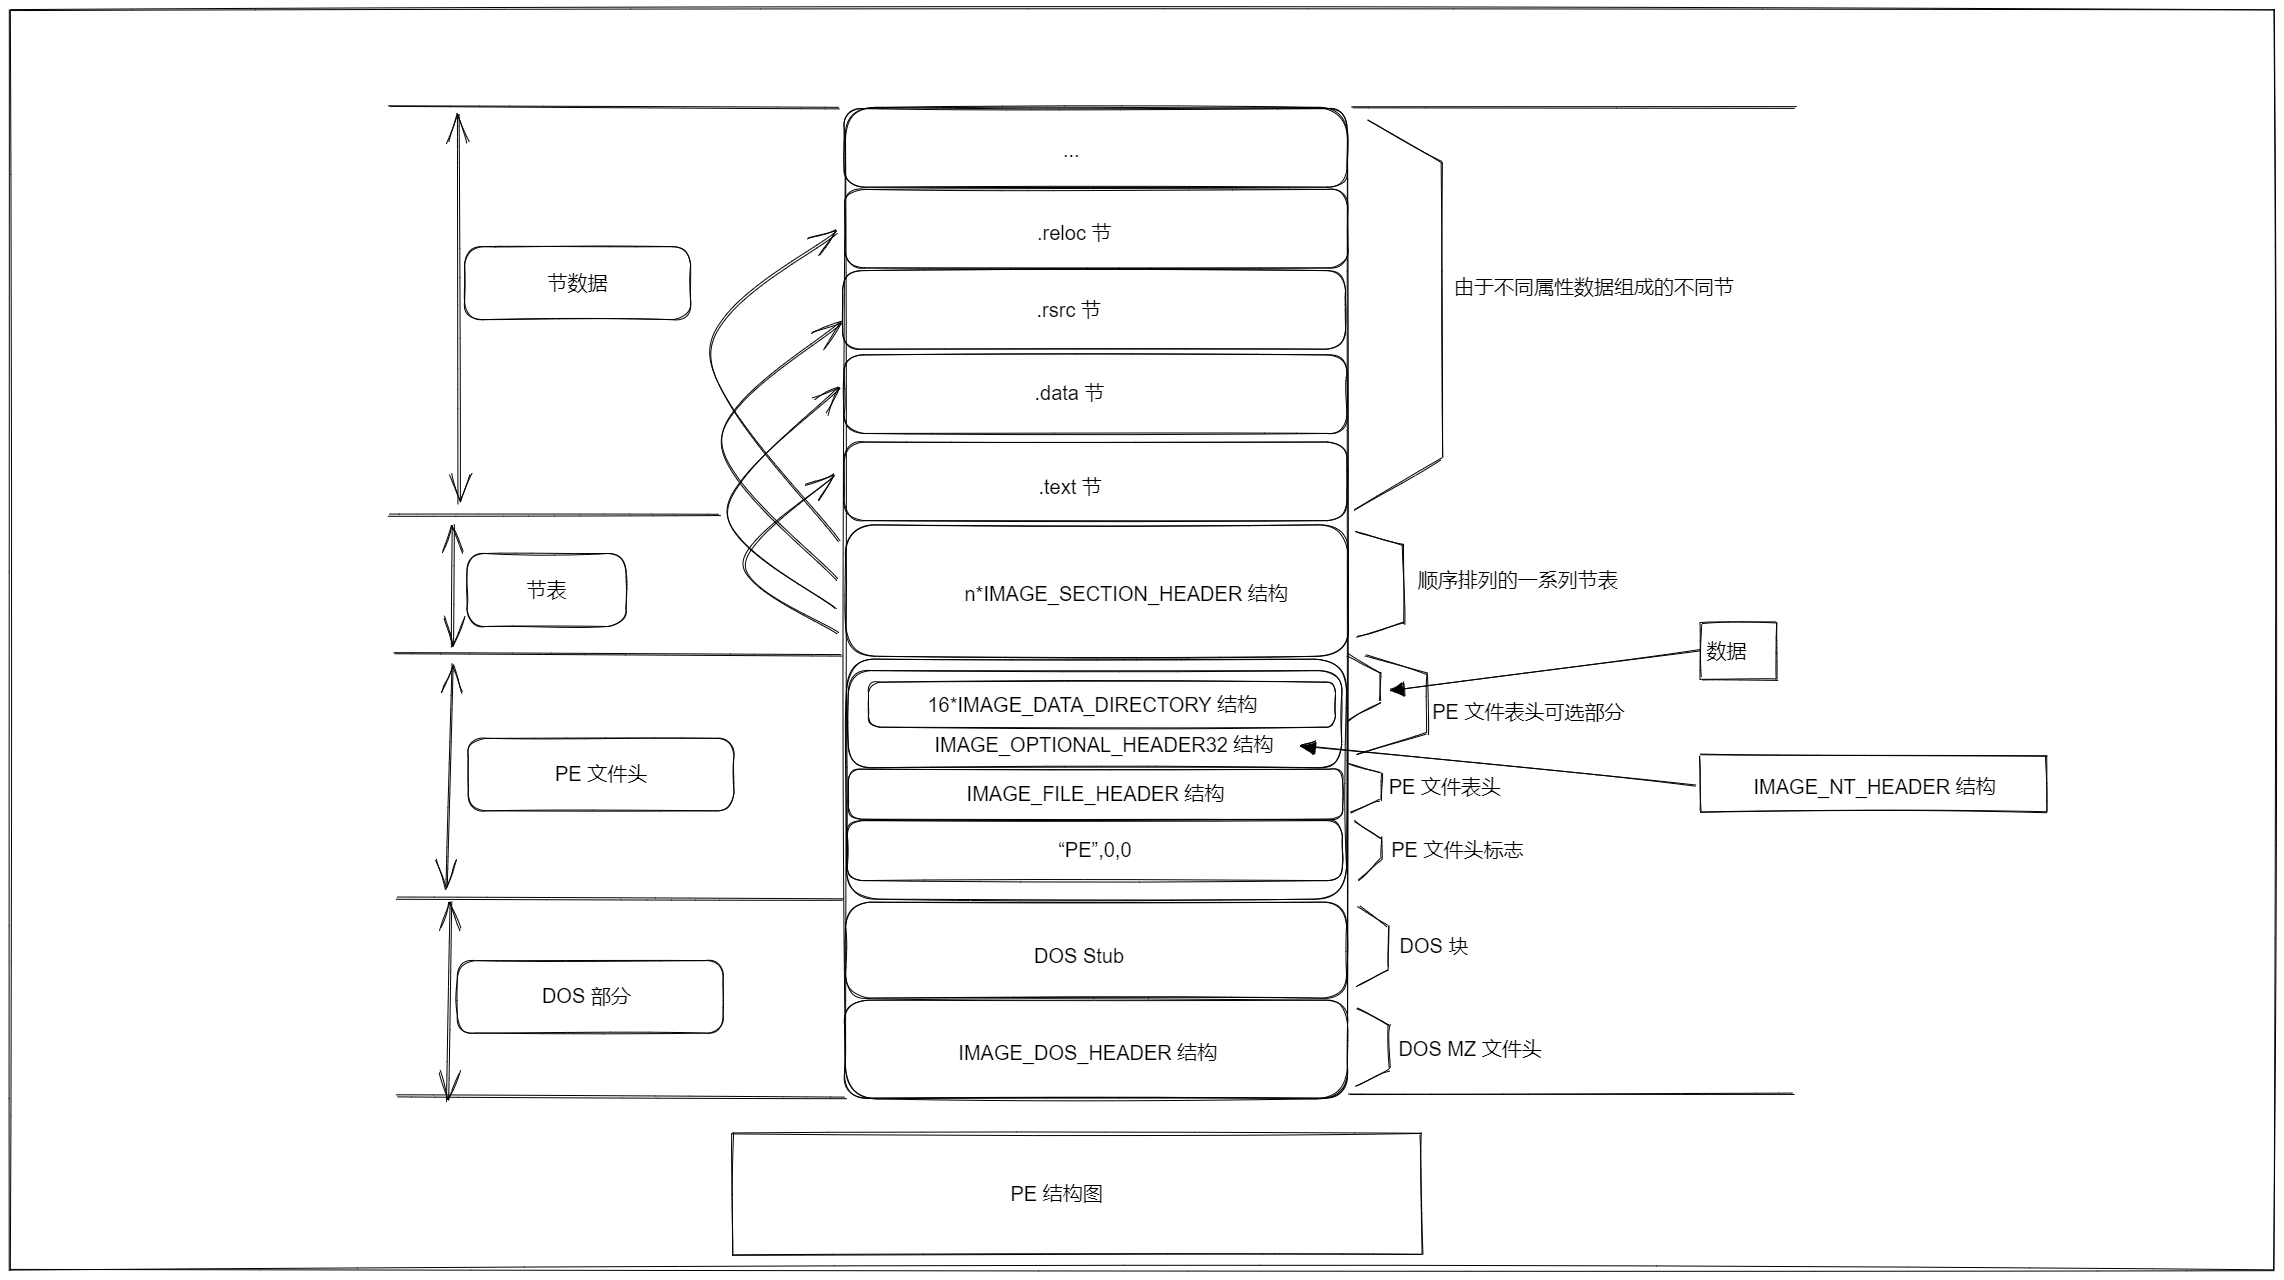 ...
.reloc 节
节数据
由于不同属性数据组成的不同节
.rsrc 节
.data 节
.text 节
节表
n*IMAGE_SECTION_HEADER 结构
顺序排列的一系列节表
数据
16*IMAGE_DATA_DIRECTORY 结构
PE 文件表头可选部分
IMAGE_OPTIONAL_HEADER32 结构
PE 文件头
IMAGE_FILE_HEADER 结构
PE 文件表头
IMAGE_NT_HEADER 结构
“PE”,0,0
PE 文件头标志
DOS Stub
DOS 块
DOS 部分
IMAGE_DOS_HEADER 结构
DOS MZ 文件头
PE 结构图